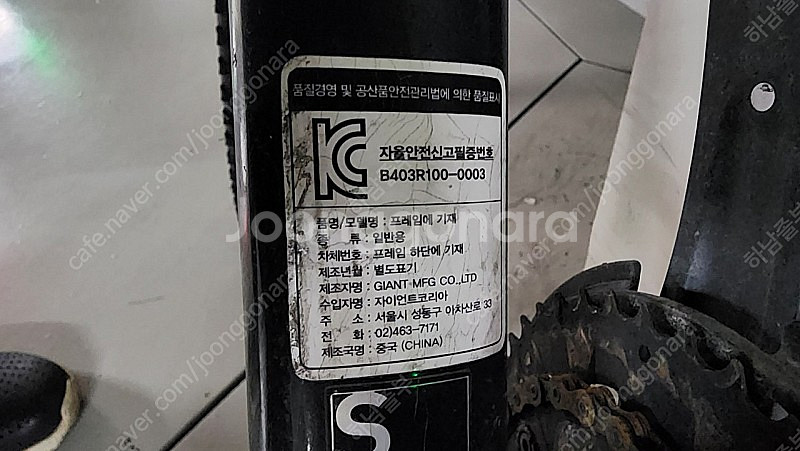 품질경영 및 공산품안전관리법에 의한 품질표시
자율안전신고필증번호
B403R100-0003
품명/모델명 : 프레임에 기재
종 류 : 일반용
차체번호 : 프레임 하단에 기재
제조년월 : 별도표기
제조자명 : GIANT MFG CO.,LTD
수입자명 : 자이언트코리아
주 소 : 서울시 성동구 아차산로 33
전 화 : 02)463-7171
제조국명 : 중국 (CHINA)
S
Joonggonara
cafe.naver.com/joonggonara
cafe.naver.com/joonggonara